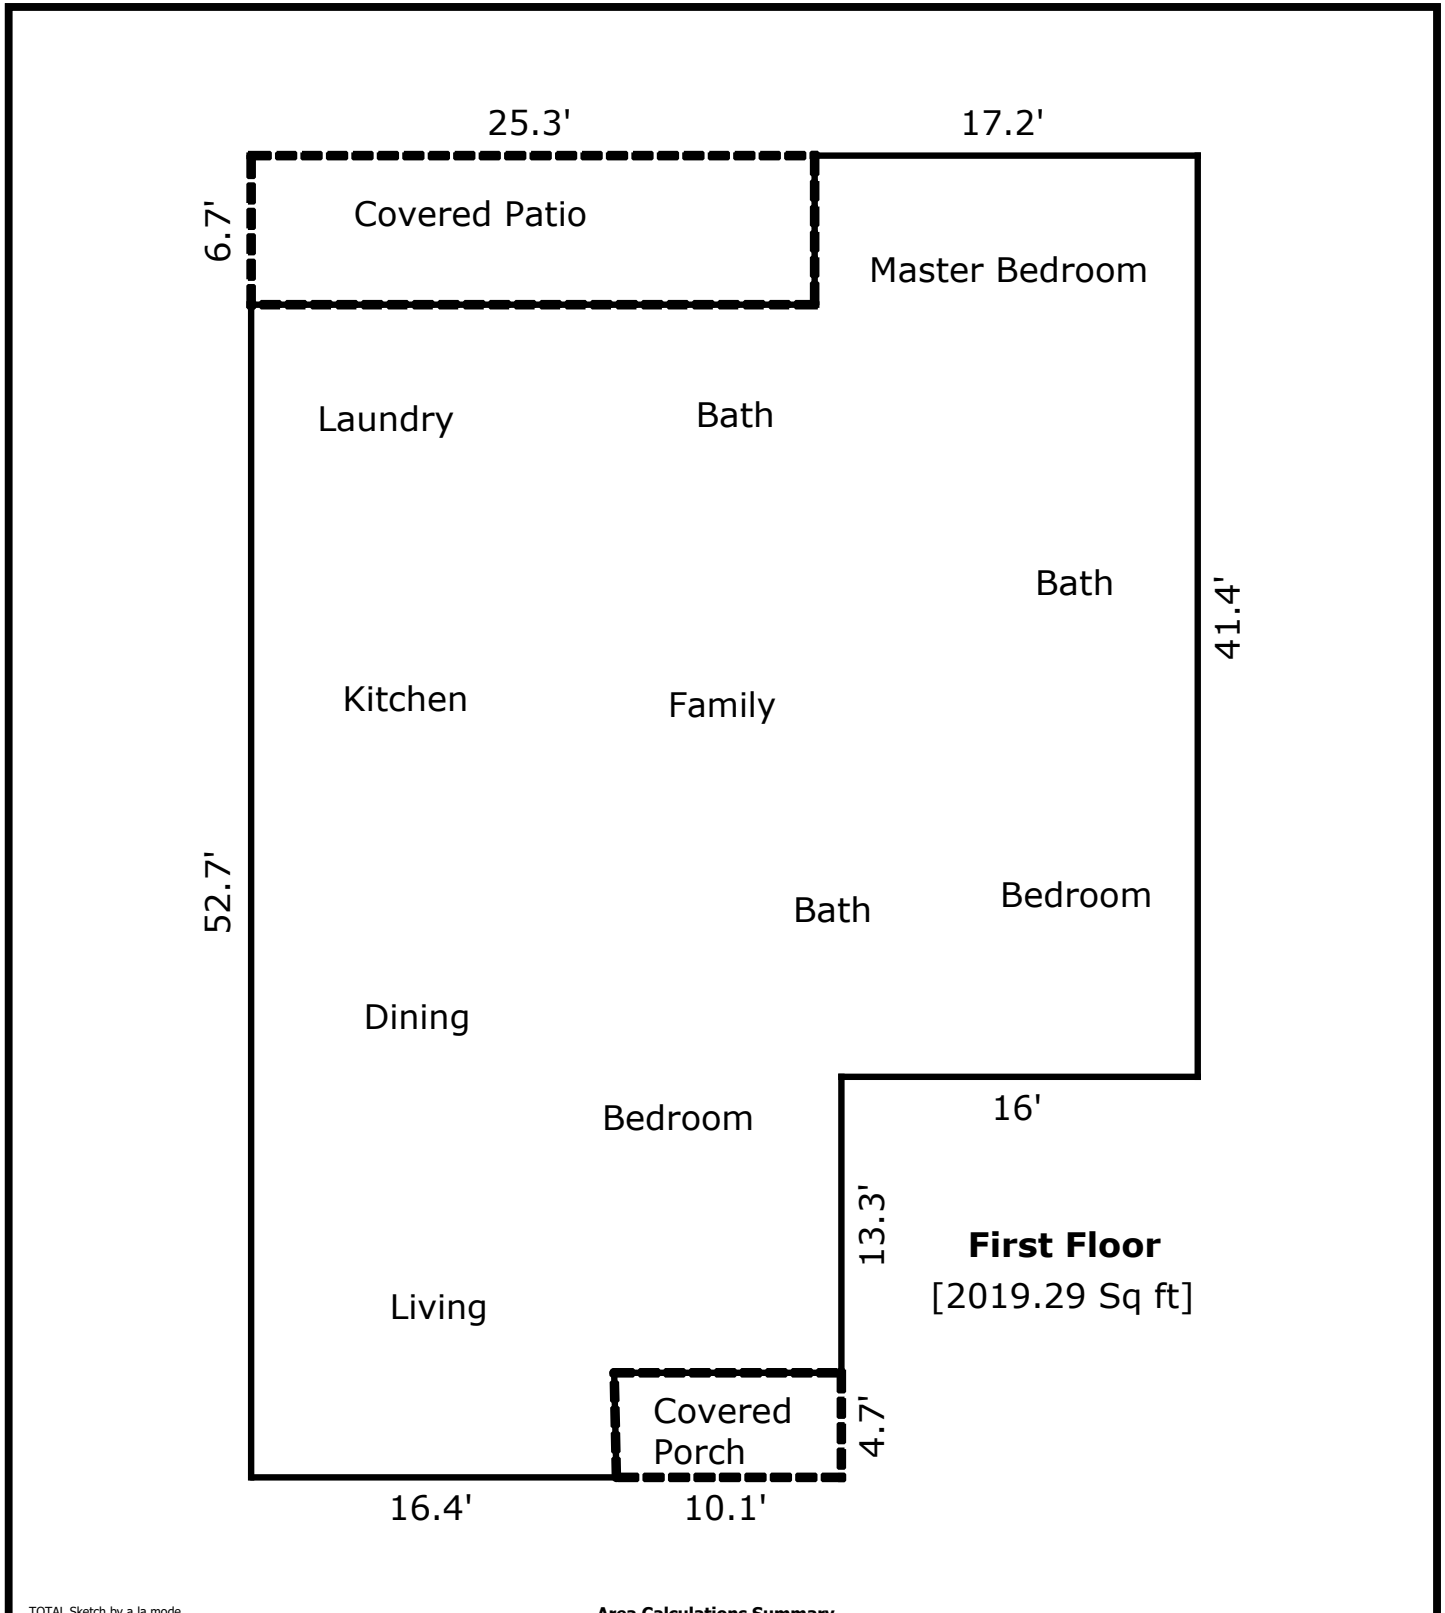 25.3'
17.2'
6.7'
Covered Patio
Master Bedroom
Laundry
Bath
Bath
41.4'
Kitchen
Family
52.7'
Bath
Bedroom
Dining
16'
Bedroom
13.3'
First Floor
[2019.29 Sq ft]
Living
Covered
Porch
4.7'
16.4'
10.1'
TOTAL Sketch by a la mode
Area Calculations Summary